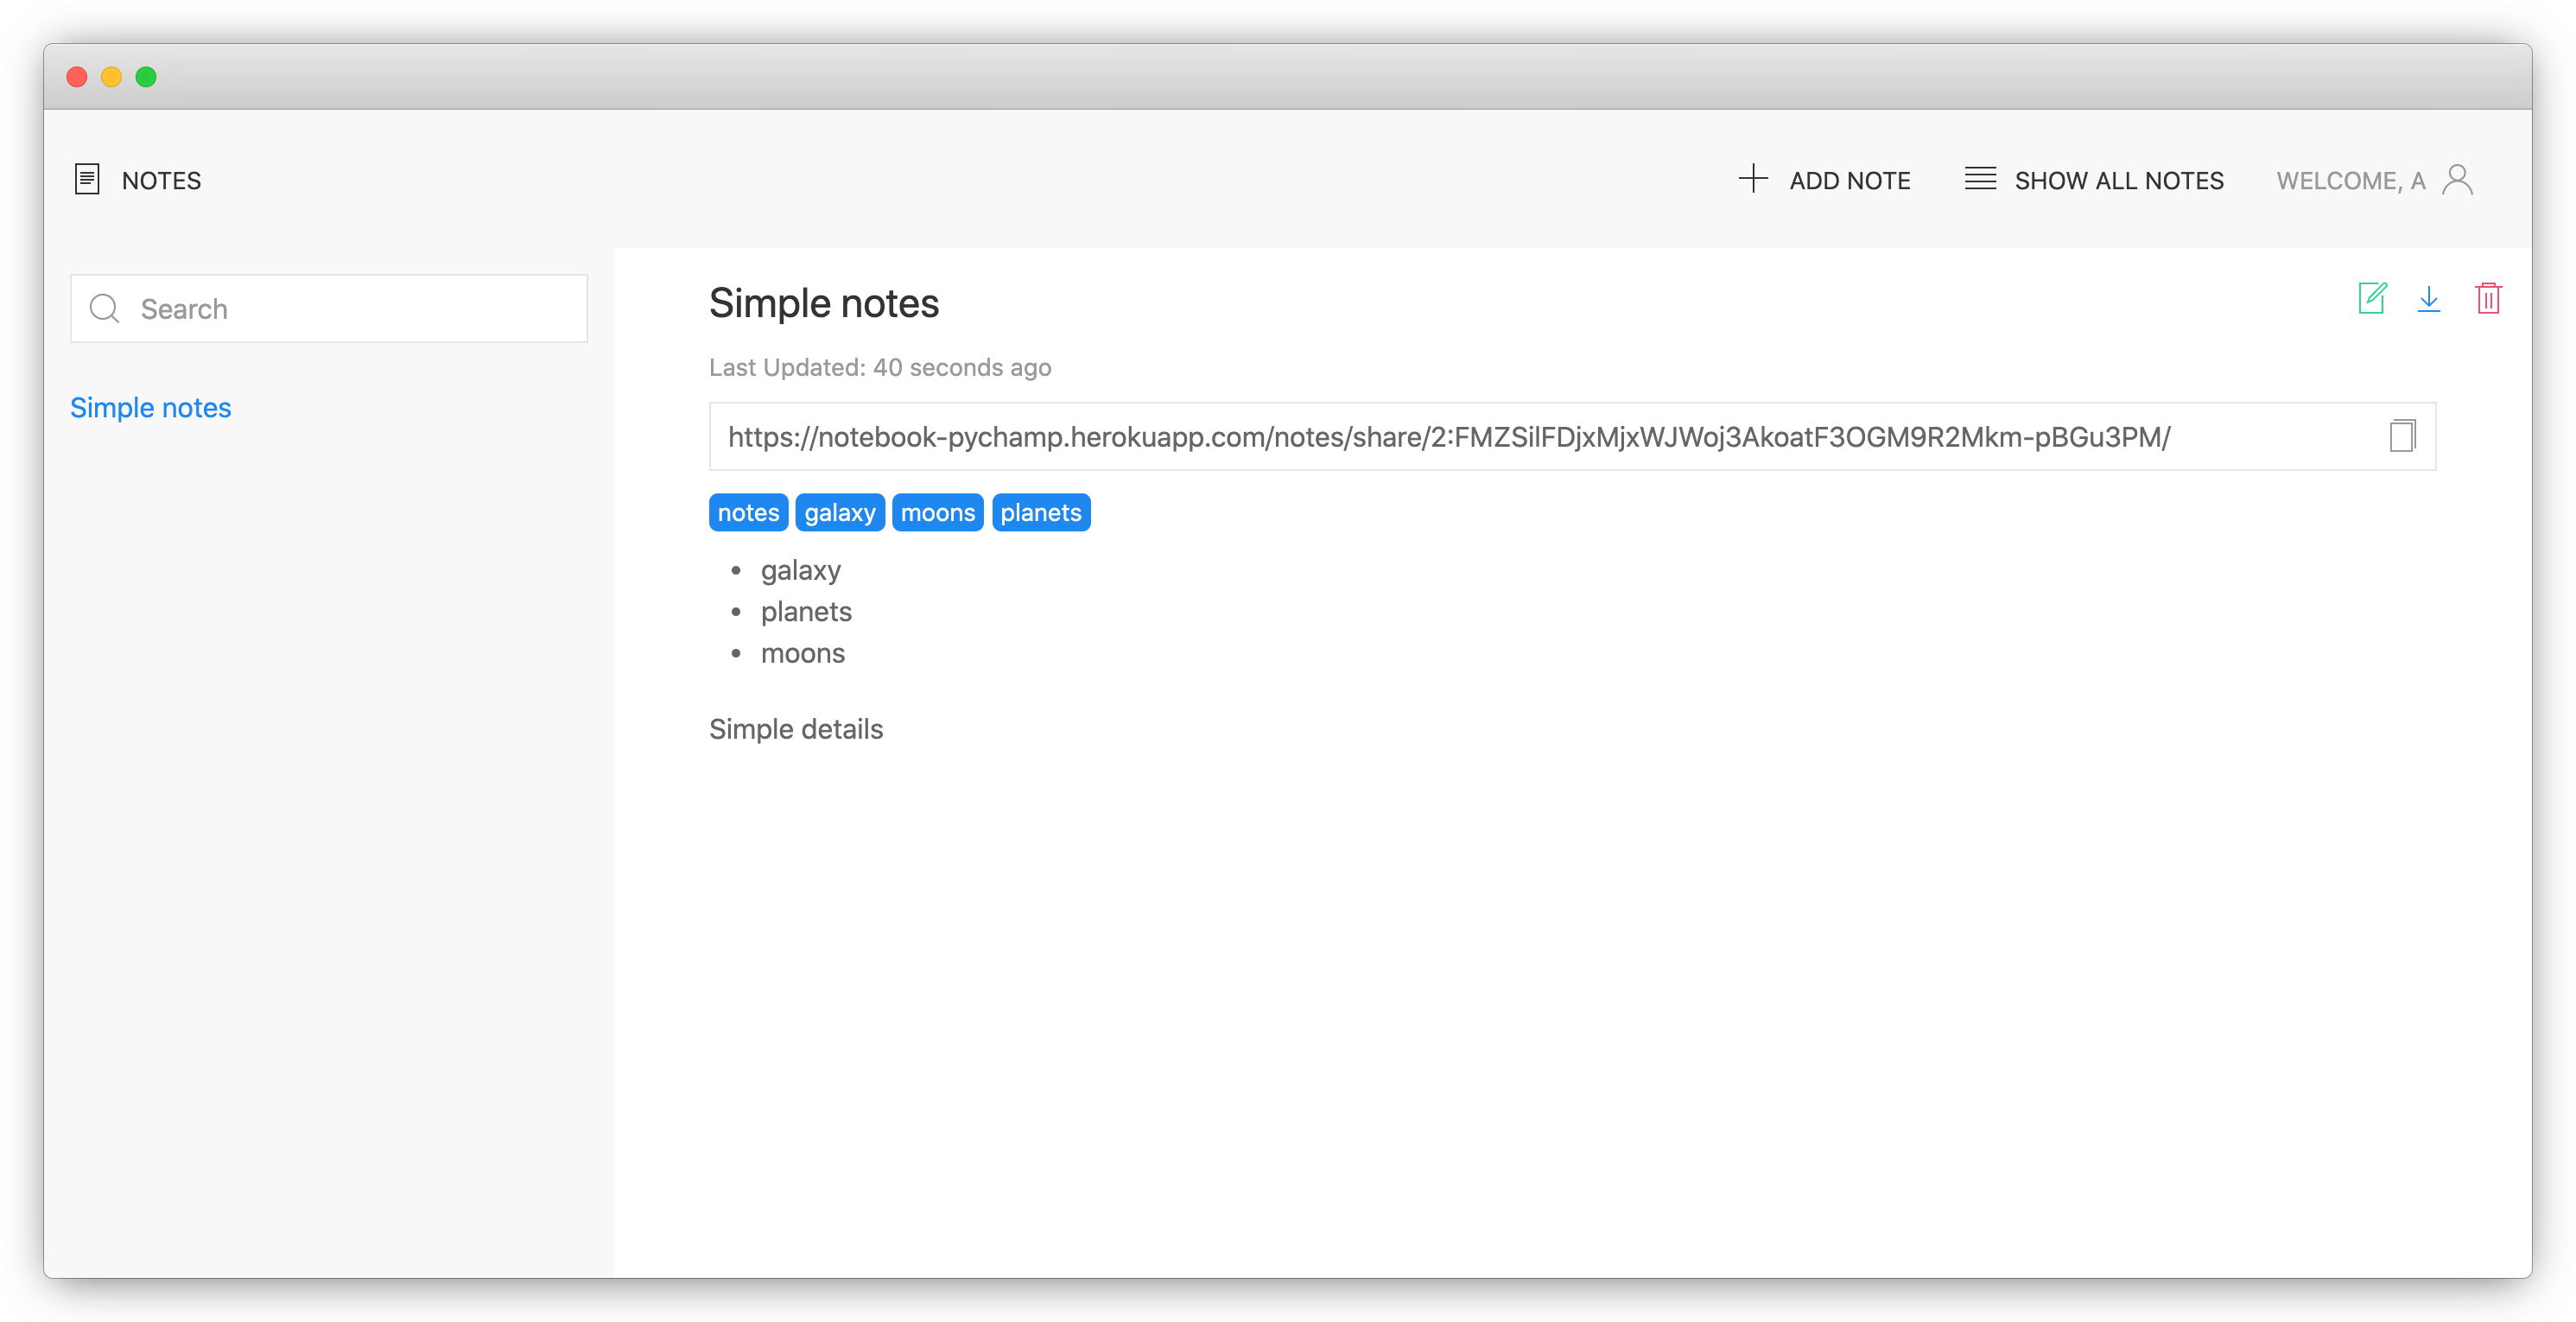 NOTES
ADD NOTE
SHOW ALL NOTES
WELCOME, A
Search
Simple notes
Simple notes
Last Updated: 40 seconds ago
https://notebook-pychamp.herokuapp.com/notes/share/2:FMZSilFDjxMjxWJWoj3AkoatF3OGM9R2Mkm-pBGu3PM/
notes galaxy moons planets
• galaxy
• planets
• moons
Simple details